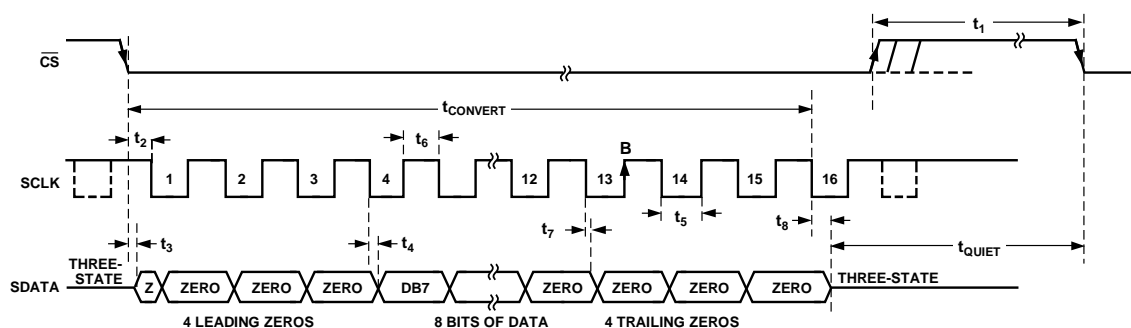 t1
CS
tCONVERT
t2
t6
B
SCLK
1
2
3
4
12
13
14
15
16
t3
t4
t7
t5
t8
tQUIET
THREE-
STATE
SDATA
Z
ZERO
ZERO
ZERO
DB7
ZERO
ZERO
ZERO
ZERO
THREE-STATE
4 LEADING ZEROS
8 BITS OF DATA
4 TRAILING ZEROS